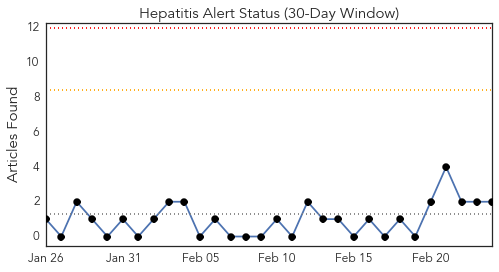 Hepatitis Alert Status (30-Day Window)
Articles Found
12
10
8
6
4
2
0
Jan 26 Jan 31 Feb 05 Feb 10 Feb 15 Feb 20